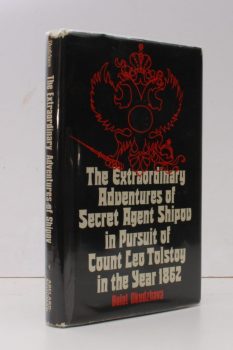 The Extraordinary
Adventures of
Secret Agent Shipov
in Pursuit of
Count Leo Tolstoy
in the Year 1862
Bulat Okudzhava
The Extraordinary Adventures of Shipov